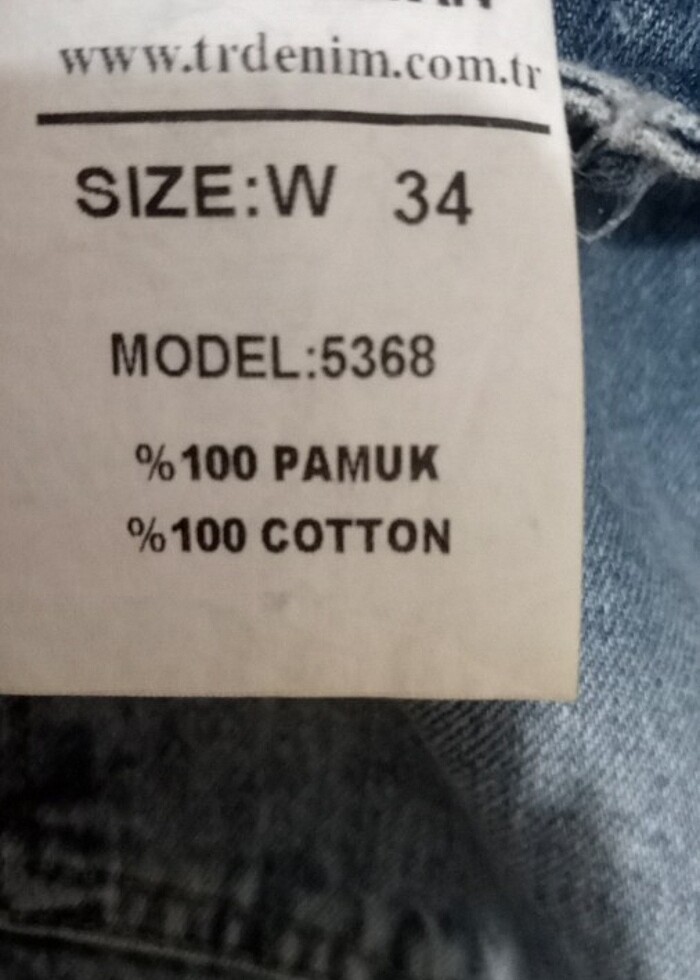 www.trdenim.com.tr
SIZE:W 34
MODEL:5368
%100 PAMUK
%100 COTTON